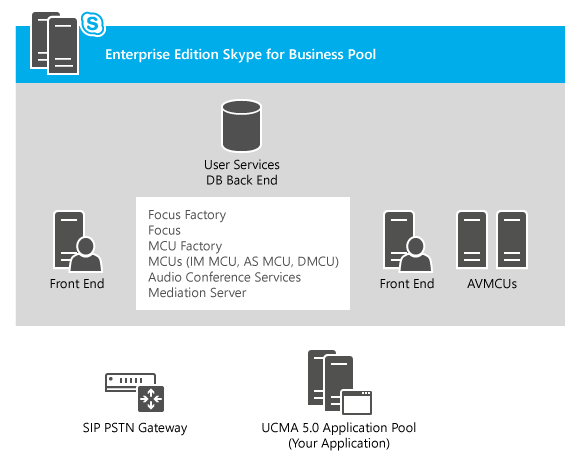 Enterprise Edition Skype for Business Pool
User Services
DB Back End
Focus Factory
Focus
MCU Factory
MCUs (IM MCU, AS MCU, DMCU)
Audio Conference Services
Mediation Server
Front End
Front End
AVMCUs
SIP PSTN Gateway
UCMA 5.0 Application Pool
(Your Application)